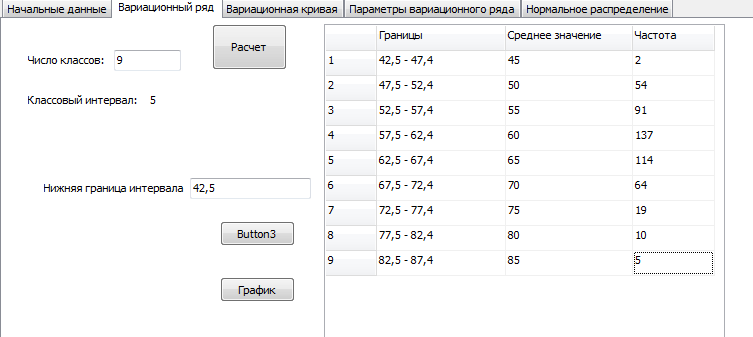 Начальные данные Вариационный ряд Вариационная кривая Параметры вариационного ряда Нормальное распределение
Число классов: 9
Расчет
Классовый интервал: 5
Нижняя граница интервала 42,5
Button3
График
Границы Среднее значение Частота
1 42,5 - 47,4 45 2
2 47,5 - 52,4 50 54
3 52,5 - 57,4 55 91
4 57,5 - 62,4 60 137
5 62,5 - 67,4 65 114
6 67,5 - 72,4 70 64
7 72,5 - 77,4 75 19
8 77,5 - 82,4 80 10
9 82,5 - 87,4 85 5